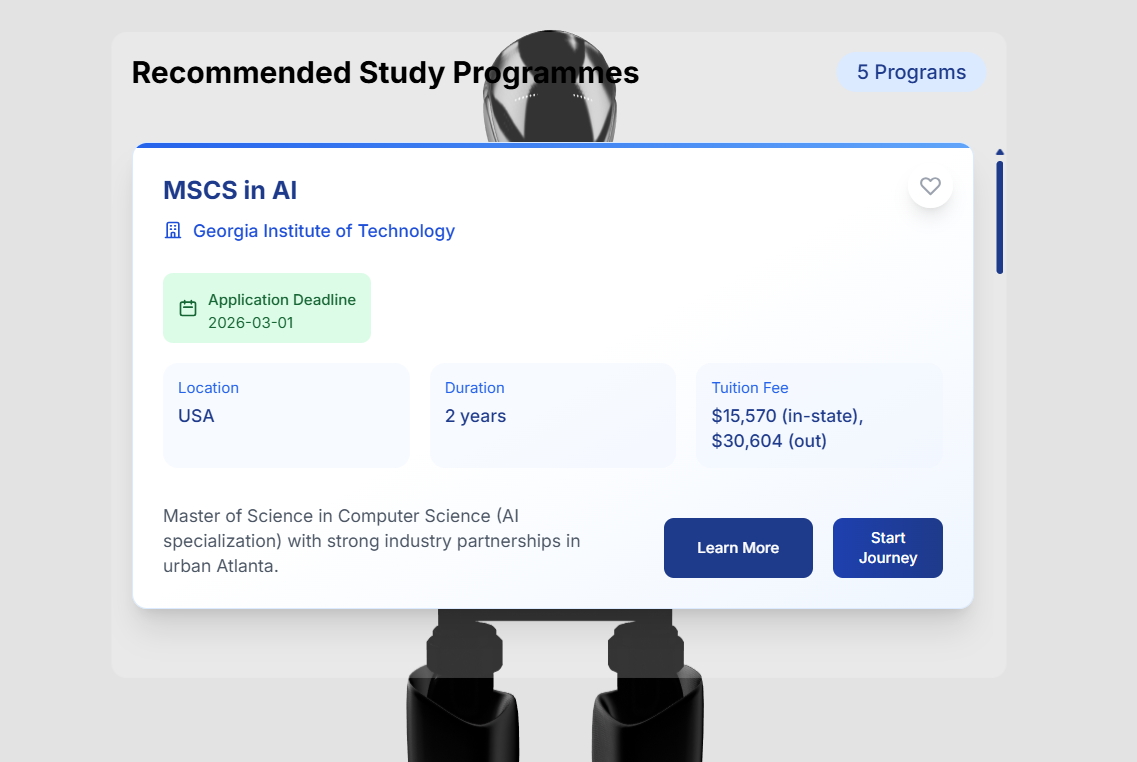 Recommended Study Programmes
5 Programs
MSCS in AI
Georgia Institute of Technology
Application Deadline
2026-03-01
Location
USA
Duration
2 years
Tuition Fee
$15,570 (in-state),
$30,604 (out)
Master of Science in Computer Science (AI
specialization) with strong industry partnerships in
urban Atlanta.
Learn More
Start
Journey